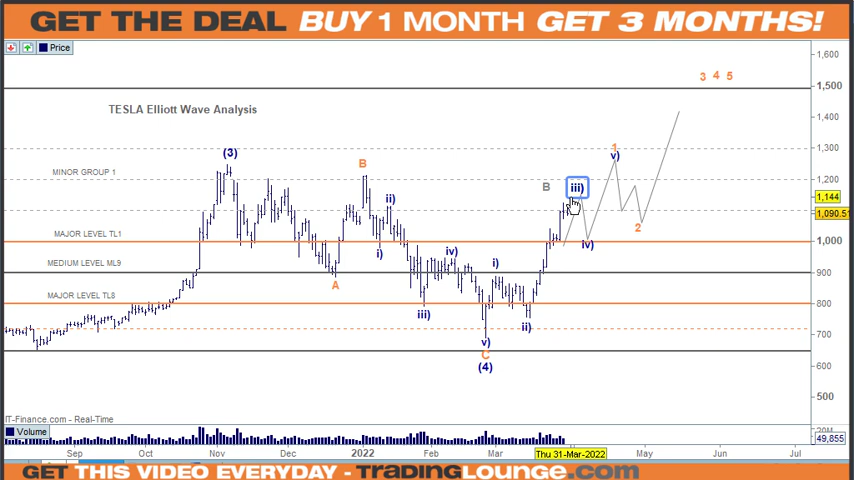 GET THE DEAL BUY 1 MONTH GET 3 MONTHS!
Price
1,600
3 4 5
1,500
TESLA Elliott Wave Analysis
1,400
1,300
(3)
B
1
v)
MINOR GROUP 1
1,200
B
iii)
ii)
1,144
1,090.51
2
MAJOR LEVEL TL1
i)
iv)
iv)
1,000
MEDIUM LEVEL ML9
i)
900
A
MAJOR LEVEL TL8
800
iii)
ii)
700
v)
C
(4)
600
500
IT-Finance.com - Real-Time
Volume
20M
49,855
Sep Oct Nov Dec 2022 Feb Mar Thu 31-Mar-2022 May Jun Jul
GET THIS VIDEO EVERYDAY - TradingLounge.com